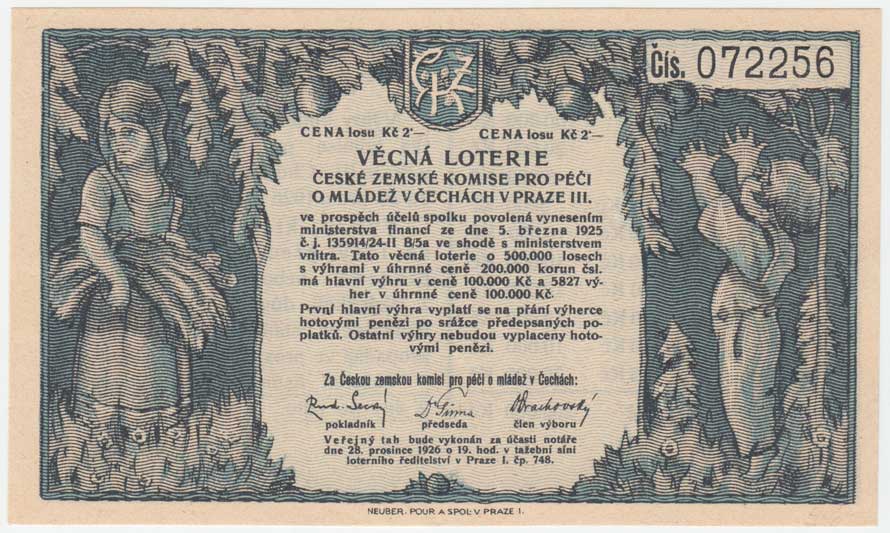 ČZK
Čís. 072256
CENA losu Kč 2·— CENA losu Kč 2·—
VĚCNÁ LOTERIE
ČESKÉ ZEMSKÉ KOMISE PRO PÉČI
O MLÁDEŽ V ČECHÁCH V PRAZE III.
ve prospěch účelů spolku povolená vynesením
ministerstva financí ze dne 5. března 1925
č. j. 135914/24-II B/5a ve shodě s ministerstvem
vnitra. Tato věcná loterie o 500.000 losech
s výhrami v úhrnné ceně 200.000 korun čsl.
má hlavní výhru v ceně 100.000 Kč a 5827 vý-
her v úhrnné ceně 100.000 Kč.
První hlavní výhra vyplatí se na přání výherce
hotovými penězi po srážce předepsaných po-
platků. Ostatní výhry nebudou vyplaceny hoto-
vými penězi.
Za Českou zemskou komisi pro péči o mládež v Čechách:
pokladník předseda člen výboru
Veřejný tah bude vykonán za účasti notáře
dne 28. prosince 1926 o 19. hod. v tažební síni
loterního ředitelství v Praze I. čp. 748.
NEUBER, POUR A SPOL· V PRAZE I.